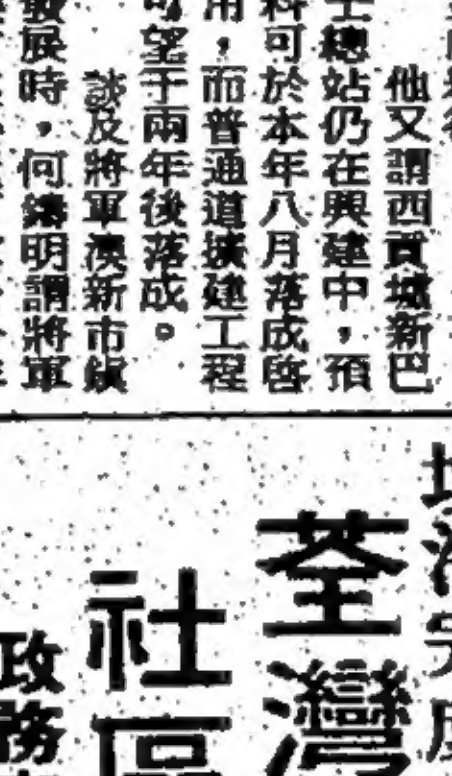 他又謂西貢墟新巴
士總站仍在興建中，預
料可於本年八月落成啓
用，而普通道擴建工程
可望于兩年後落成。
談及將軍澳新市鎮
發展時，何鑄明謂將軍
荃灣
社區
政務